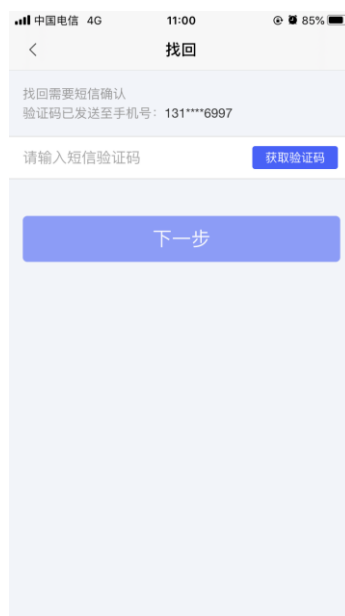 中国电信 4G 11:00 85%
找回
找回需要短信确认
验证码已发送至手机号：131****6997
请输入短信验证码 获取验证码
下一步